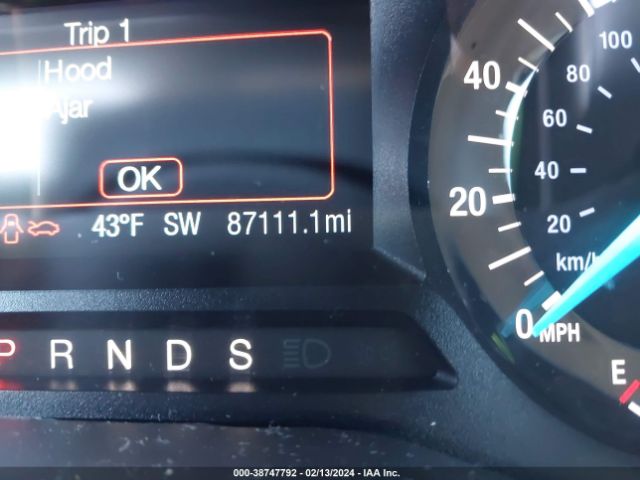 Trip 1
Hood
Ajar
OK
43°F SW 87111.1mi
P R N D S
100
80
60
40
20
km/h
40
20
0 MPH
E
000-38747792 - 02/13/2024 - IAA Inc.